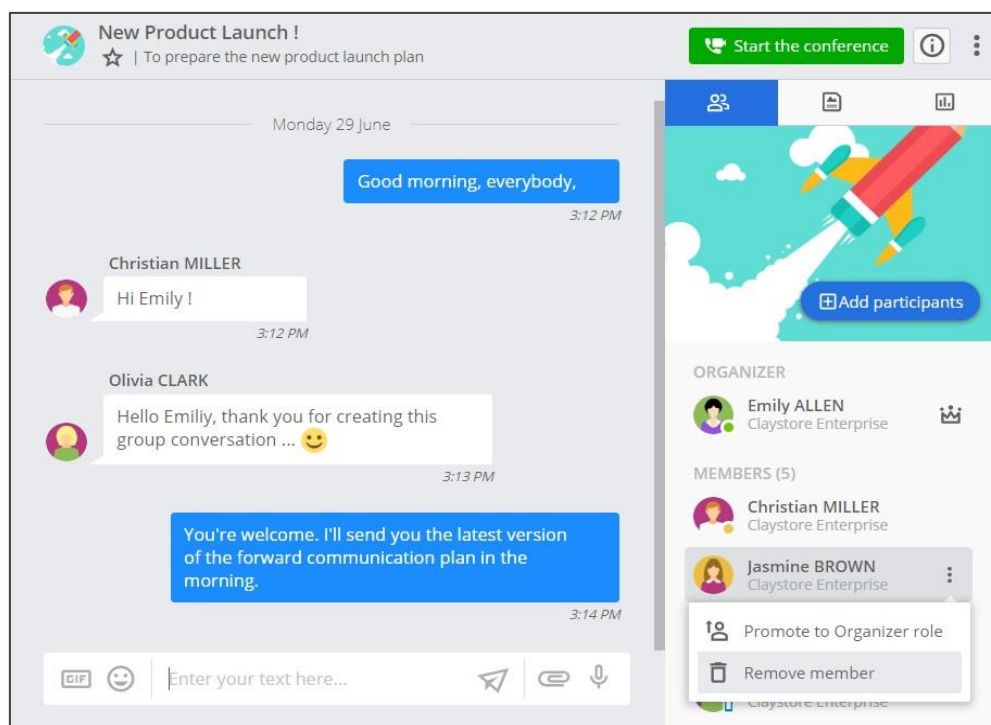 New Product Launch !
| To prepare the new product launch plan
Start the conference
Monday 29 June
Good morning, everybody,
3:12 PM
Christian MILLER
Hi Emily !
3:12 PM
Olivia CLARK
Hello Emiliy, thank you for creating this
group conversation ...
3:13 PM
You're welcome. I'll send you the latest version
of the forward communication plan in the
morning.
3:14 PM
GIF
Enter your text here...
Add participants
ORGANIZER
Emily ALLEN
Claystore Enterprise
MEMBERS (5)
Christian MILLER
Claystore Enterprise
Jasmine BROWN
Claystore Enterprise
Promote to Organizer role
Remove member
Claystore Enterprise